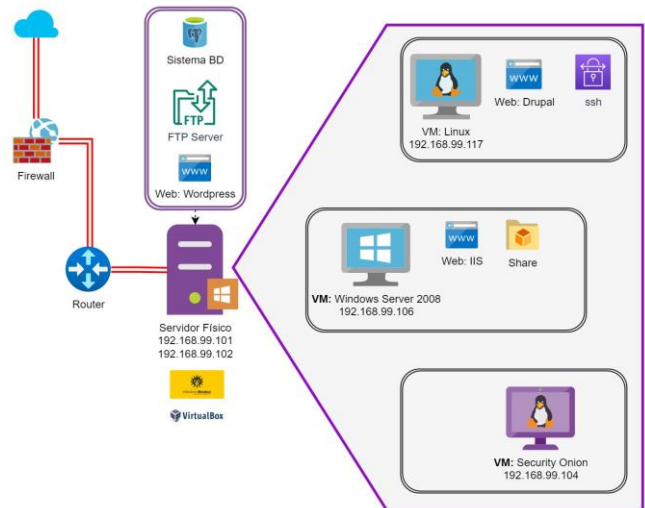 Sistema BD
FTP
FTP Server
WWW
Web: Wordpress
Firewall
Router
Servidor Físico
192.168.99.101
192.168.99.102
VirtualBox
WWW
Web: Drupal
ssh
VM: Linux
192.168.99.117
WWW
Web: IIS
Share
VM: Windows Server 2008
192.168.99.106
VM: Security Onion
192.168.99.104